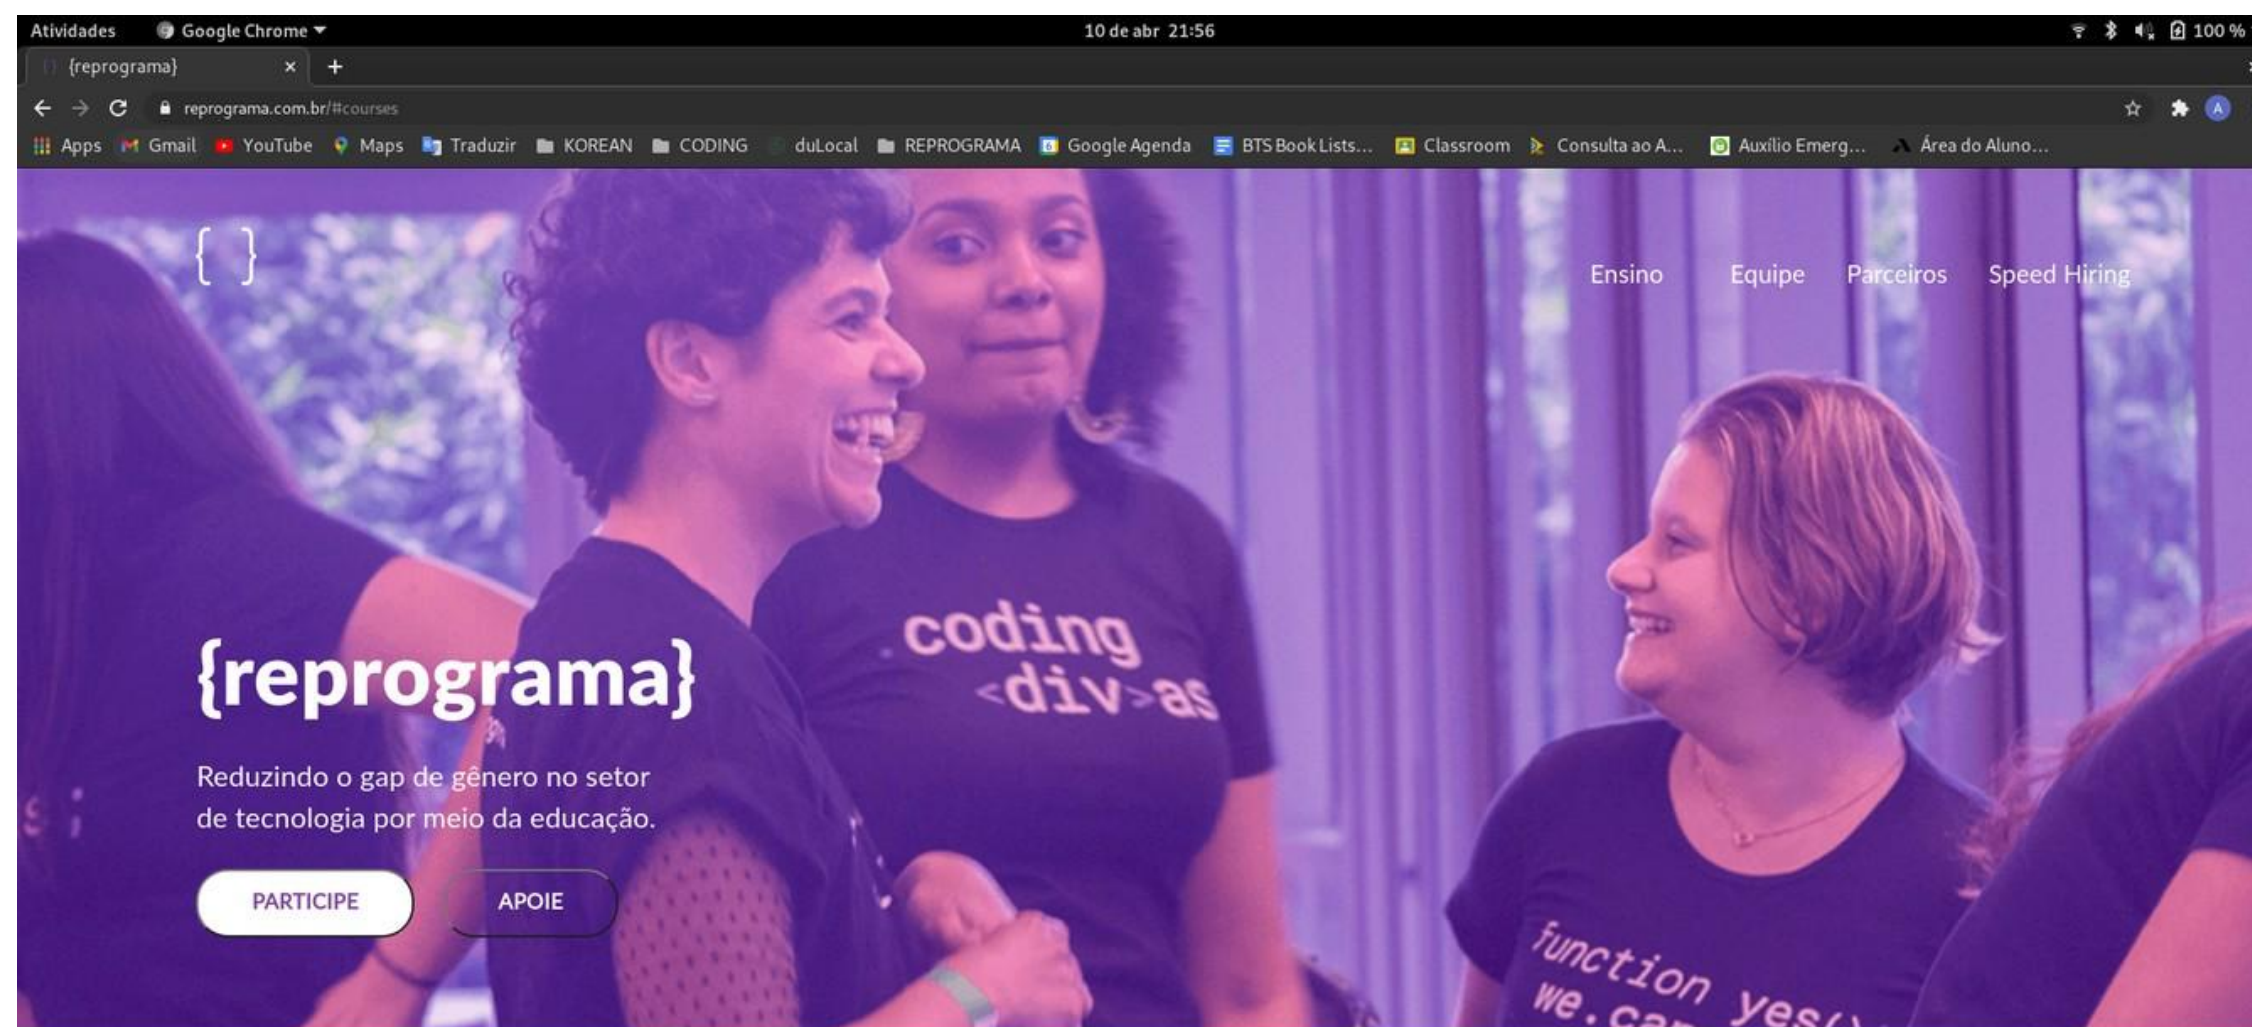 Atividades Google Chrome 10 de abr 21:56 100 %
{reprograma}
reprograma.com.br/#courses
Apps Gmail YouTube Maps Traduzir KOREAN CODING duLocal REPROGRAMA Google Agenda BTS Book Lists... Classroom Consulta ao A... Auxílio Emerg... Área do Aluno...
{ }
Ensino Equipe Parceiros Speed Hiring
coding
<div>as
{reprograma}
Reduzindo o gap de gênero no setor
de tecnologia por meio da educação.
PARTICIPE APOIE
function yes()
we.can